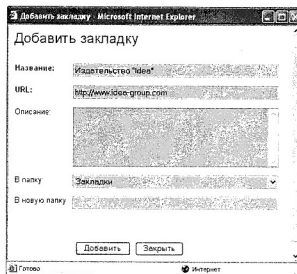 Добавить закладку - Microsoft Internet Explorer
Добавить закладку
Название: Издательство "Idea"
URL: http://www.idea-group.com
Описание:
В папку Закладки
В новую папку
Добавить Закрыть
Готово Интернет